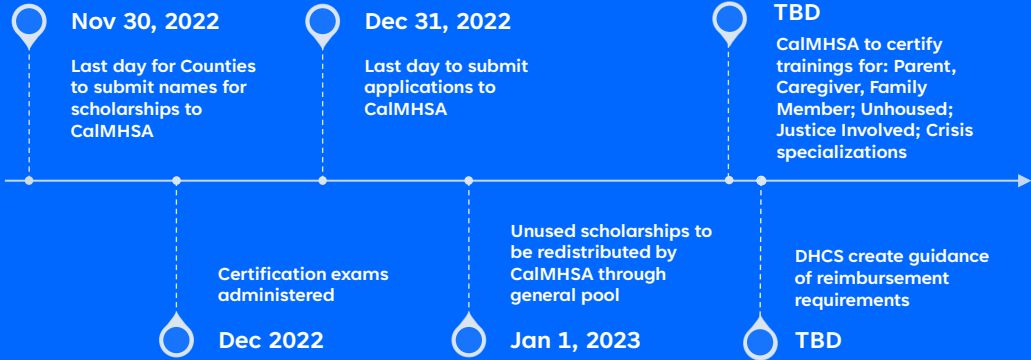 Nov 30, 2022
Last day for Counties
to submit names for
scholarships to
CalMHSA
Certification exams
administered
Dec 2022
Dec 31, 2022
Last day to submit
applications to
CalMHSA
Unused scholarships to
be redistributed by
CalMHSA through
general pool
Jan 1, 2023
TBD
CalMHSA to certify
trainings for: Parent,
Caregiver, Family
Member; Unhoused;
Justice Involved; Crisis
specializations
DHCS create guidance
of reimbursement
requirements
TBD